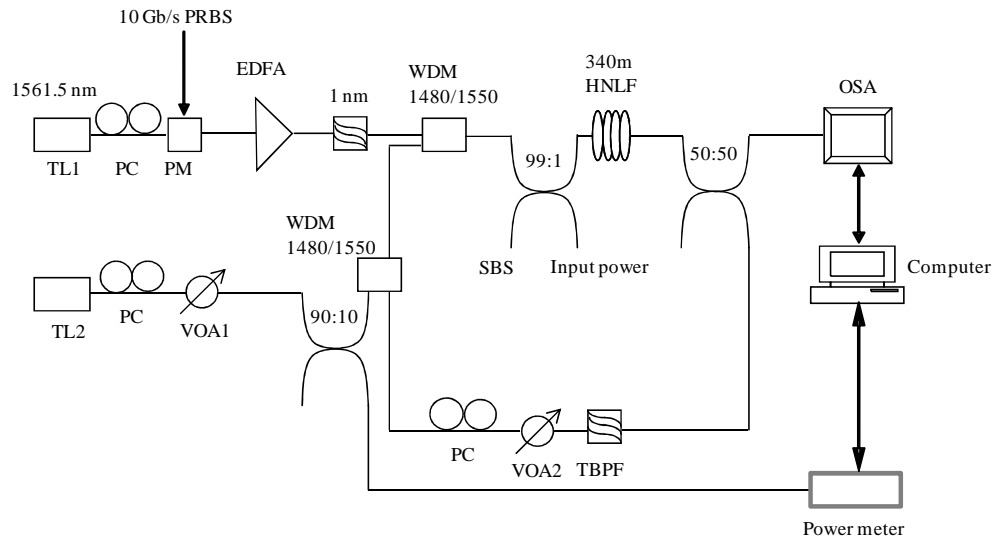 10 Gb/s PRBS
1561.5 nm
TL1
PC
PM
EDFA
1 nm
WDM
1480/1550
99:1
340m
HNLF
50:50
OSA
WDM
1480/1550
SBS
Input power
Computer
TL2
PC
VOA1
90:10
PC
VOA2
TBPF
Power meter